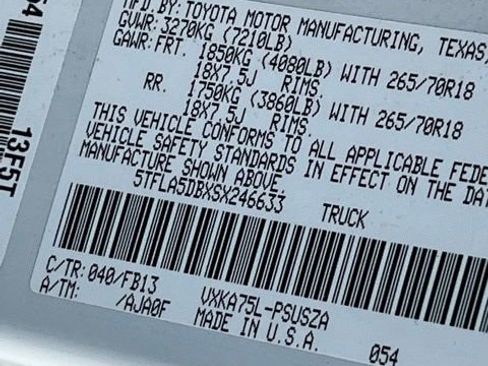 MFD. BY: TOYOTA MOTOR MANUFACTURING, TEXAS,
GVWR: 3270KG (7210LB)
GAWR: FRT. 1850KG (4080LB) WITH 265/70R18
18X7.5J RIMS.
RR. 1750KG (3860LB) WITH 265/70R18
18X7.5J RIMS.
THIS VEHICLE CONFORMS TO ALL APPLICABLE FEDE
VEHICLE SAFETY STANDARDS IN EFFECT ON THE DAT
MANUFACTURE SHOWN ABOVE.
5TFLA5DBXSX246633 TRUCK
C/TR: 040/FB13 VXKA75L-PSUSZA
A/TM: /AJA0F MADE IN U.S.A.
054
54
13F5T